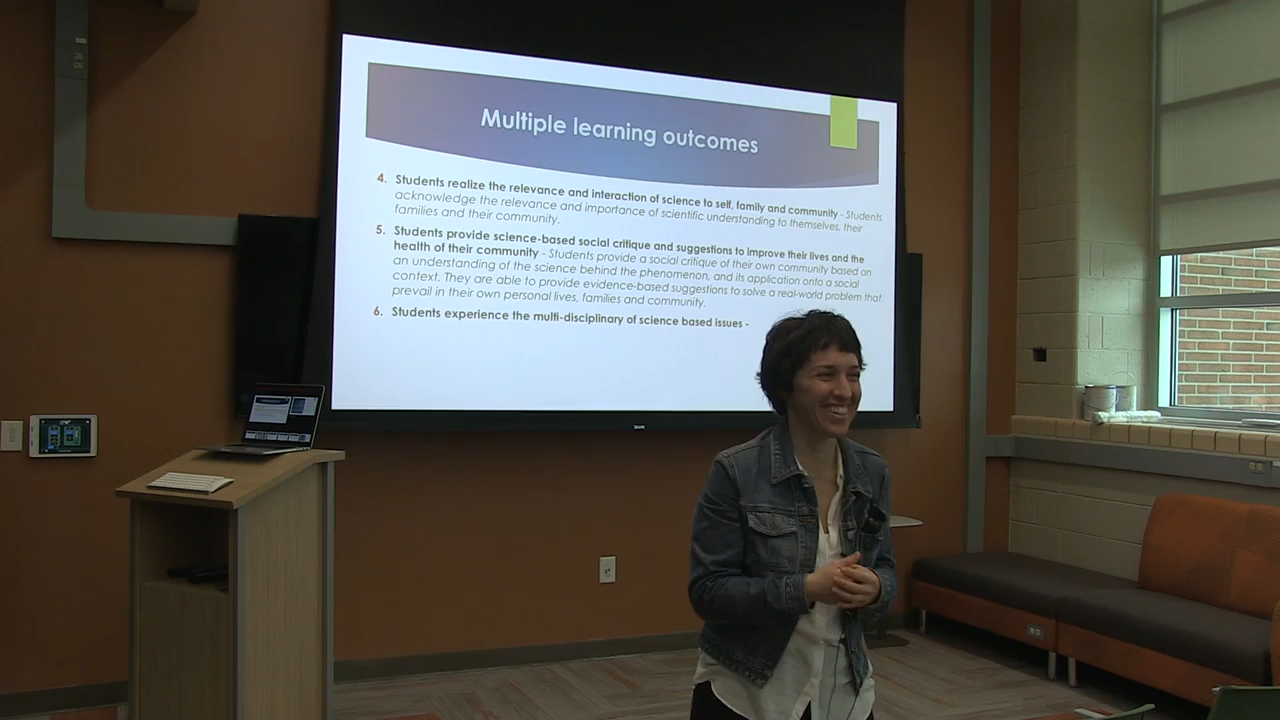 Multiple learning outcomes
4. Students realize the relevance and interaction of science to self, family and community - Students
acknowledge the relevance and importance of scientific understanding to themselves, their
families and their community.
5. Students provide science-based social critique and suggestions to improve their lives and the
health of their community - Students provide a social critique of their own community based on
an understanding of the science behind the phenomenon, and its application onto a social
context. They are able to provide evidence-based suggestions to solve a real-world problem that
prevail in their own personal lives, families and community.
6. Students experience the multi-disciplinary of science based issues -